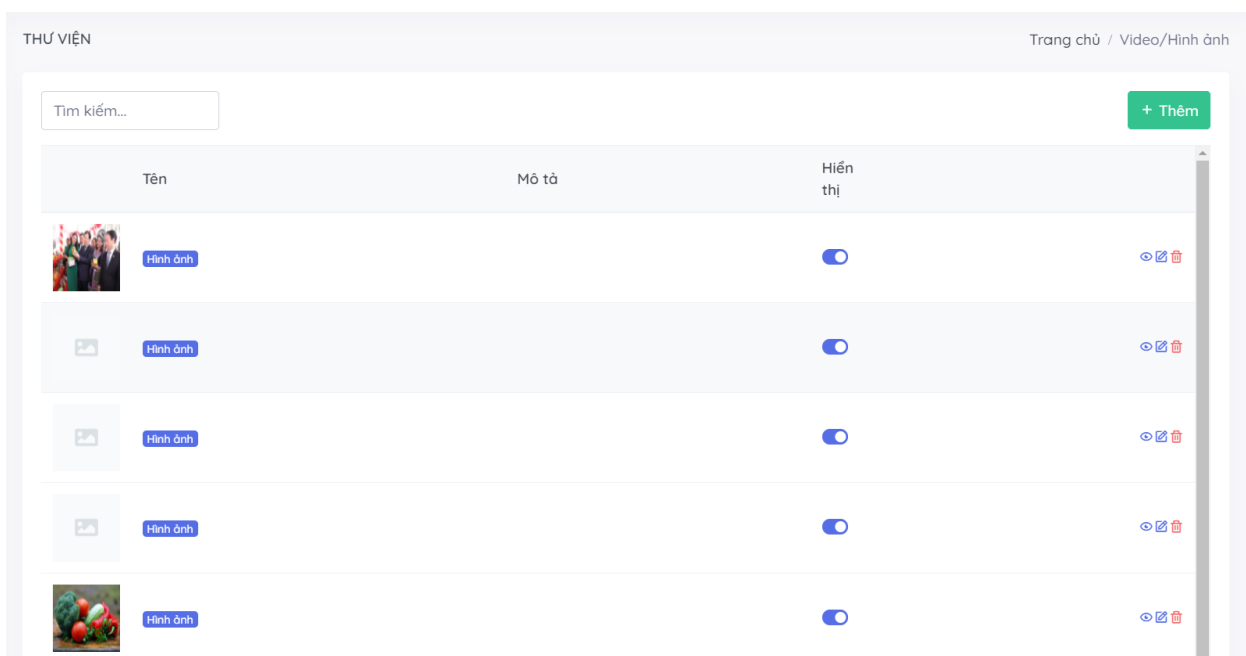 THƯ VIỆN
Trang chủ / Video/Hình ảnh
Tìm kiếm...
+ Thêm
Tên
Mô tả
Hiển
thị
Hình ảnh
Hình ảnh
Hình ảnh
Hình ảnh
Hình ảnh